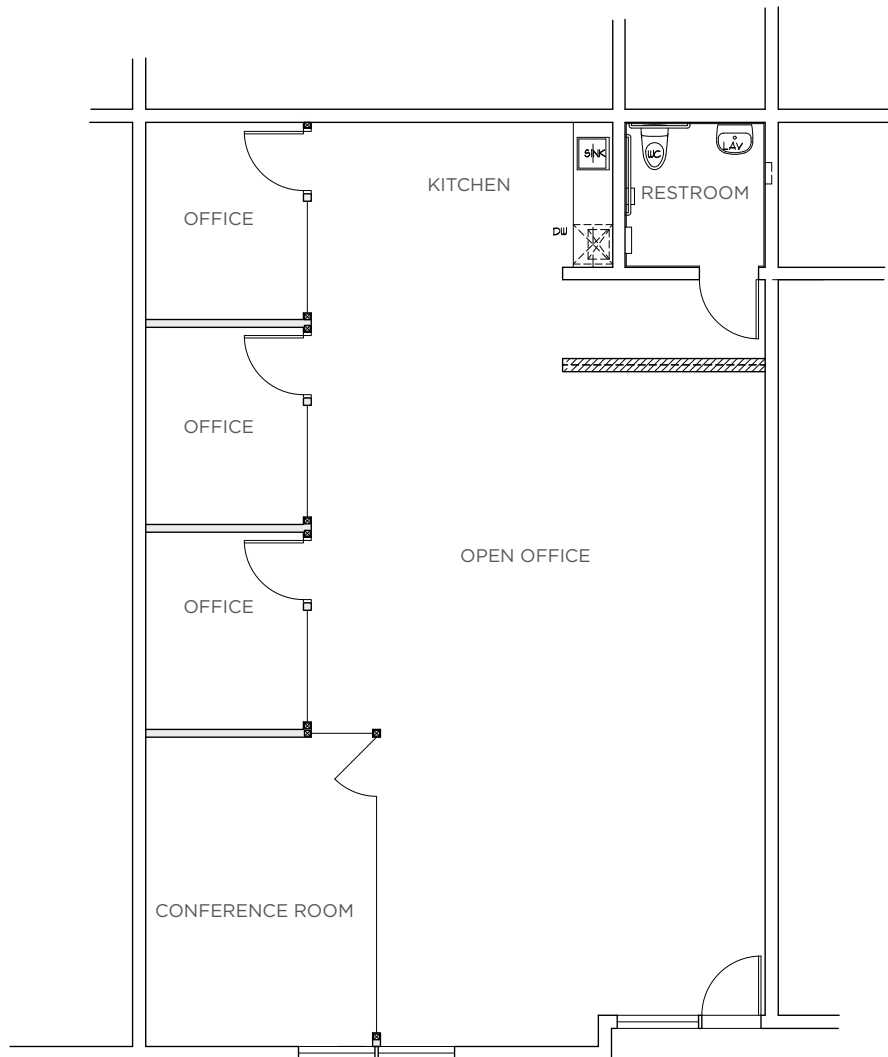 SINK
WC
LAV
KITCHEN
RESTROOM
OFFICE
DW
OFFICE
OPEN OFFICE
OFFICE
CONFERENCE ROOM